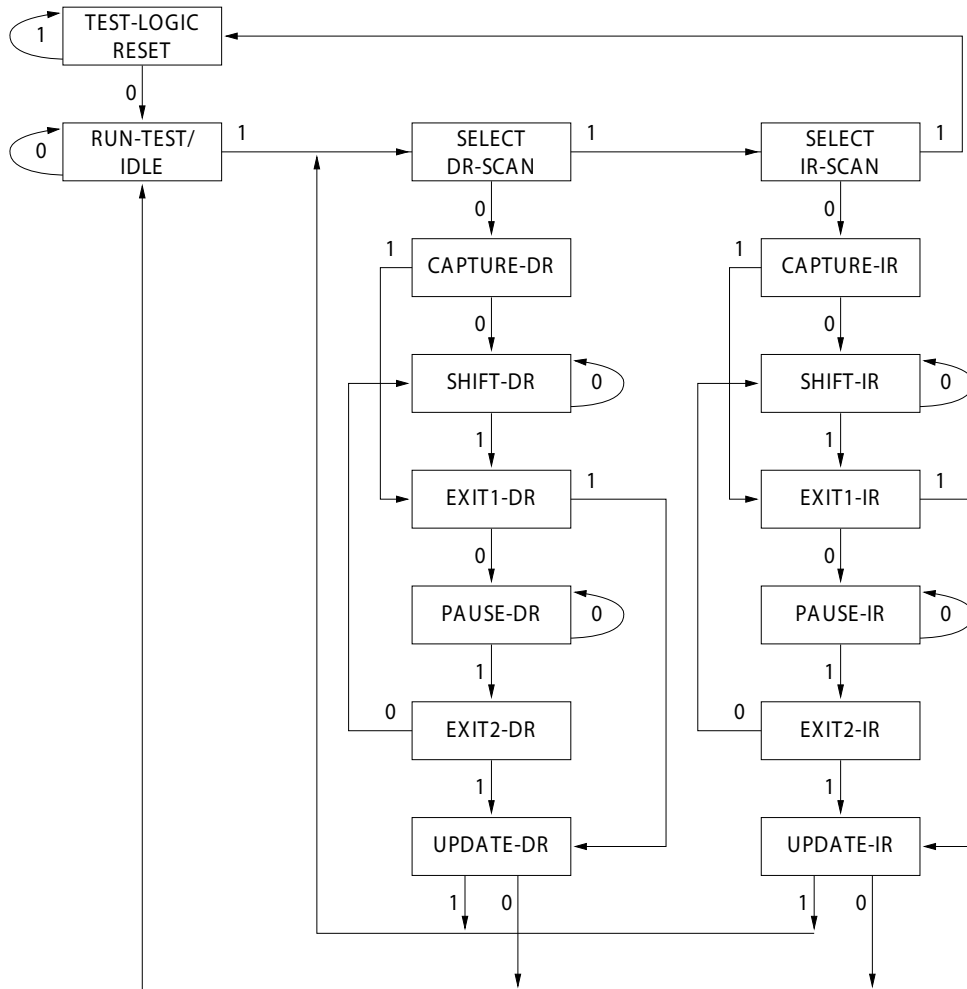 TEST-LOGIC
RESET
1
0
RUN-TEST/
IDLE
0
1
SELECT
DR-SCAN
1
SELECT
IR-SCAN
1
0
0
1
CAPTURE-DR
1
CAPTURE-IR
0
0
SHIFT-DR
0
SHIFT-IR
0
1
1
EXIT1-DR
1
EXIT1-IR
1
0
0
PAUSE-DR
0
PAUSE-IR
0
1
1
0
EXIT2-DR
0
EXIT2-IR
1
1
UPDATE-DR
UPDATE-IR
1
0
1
0